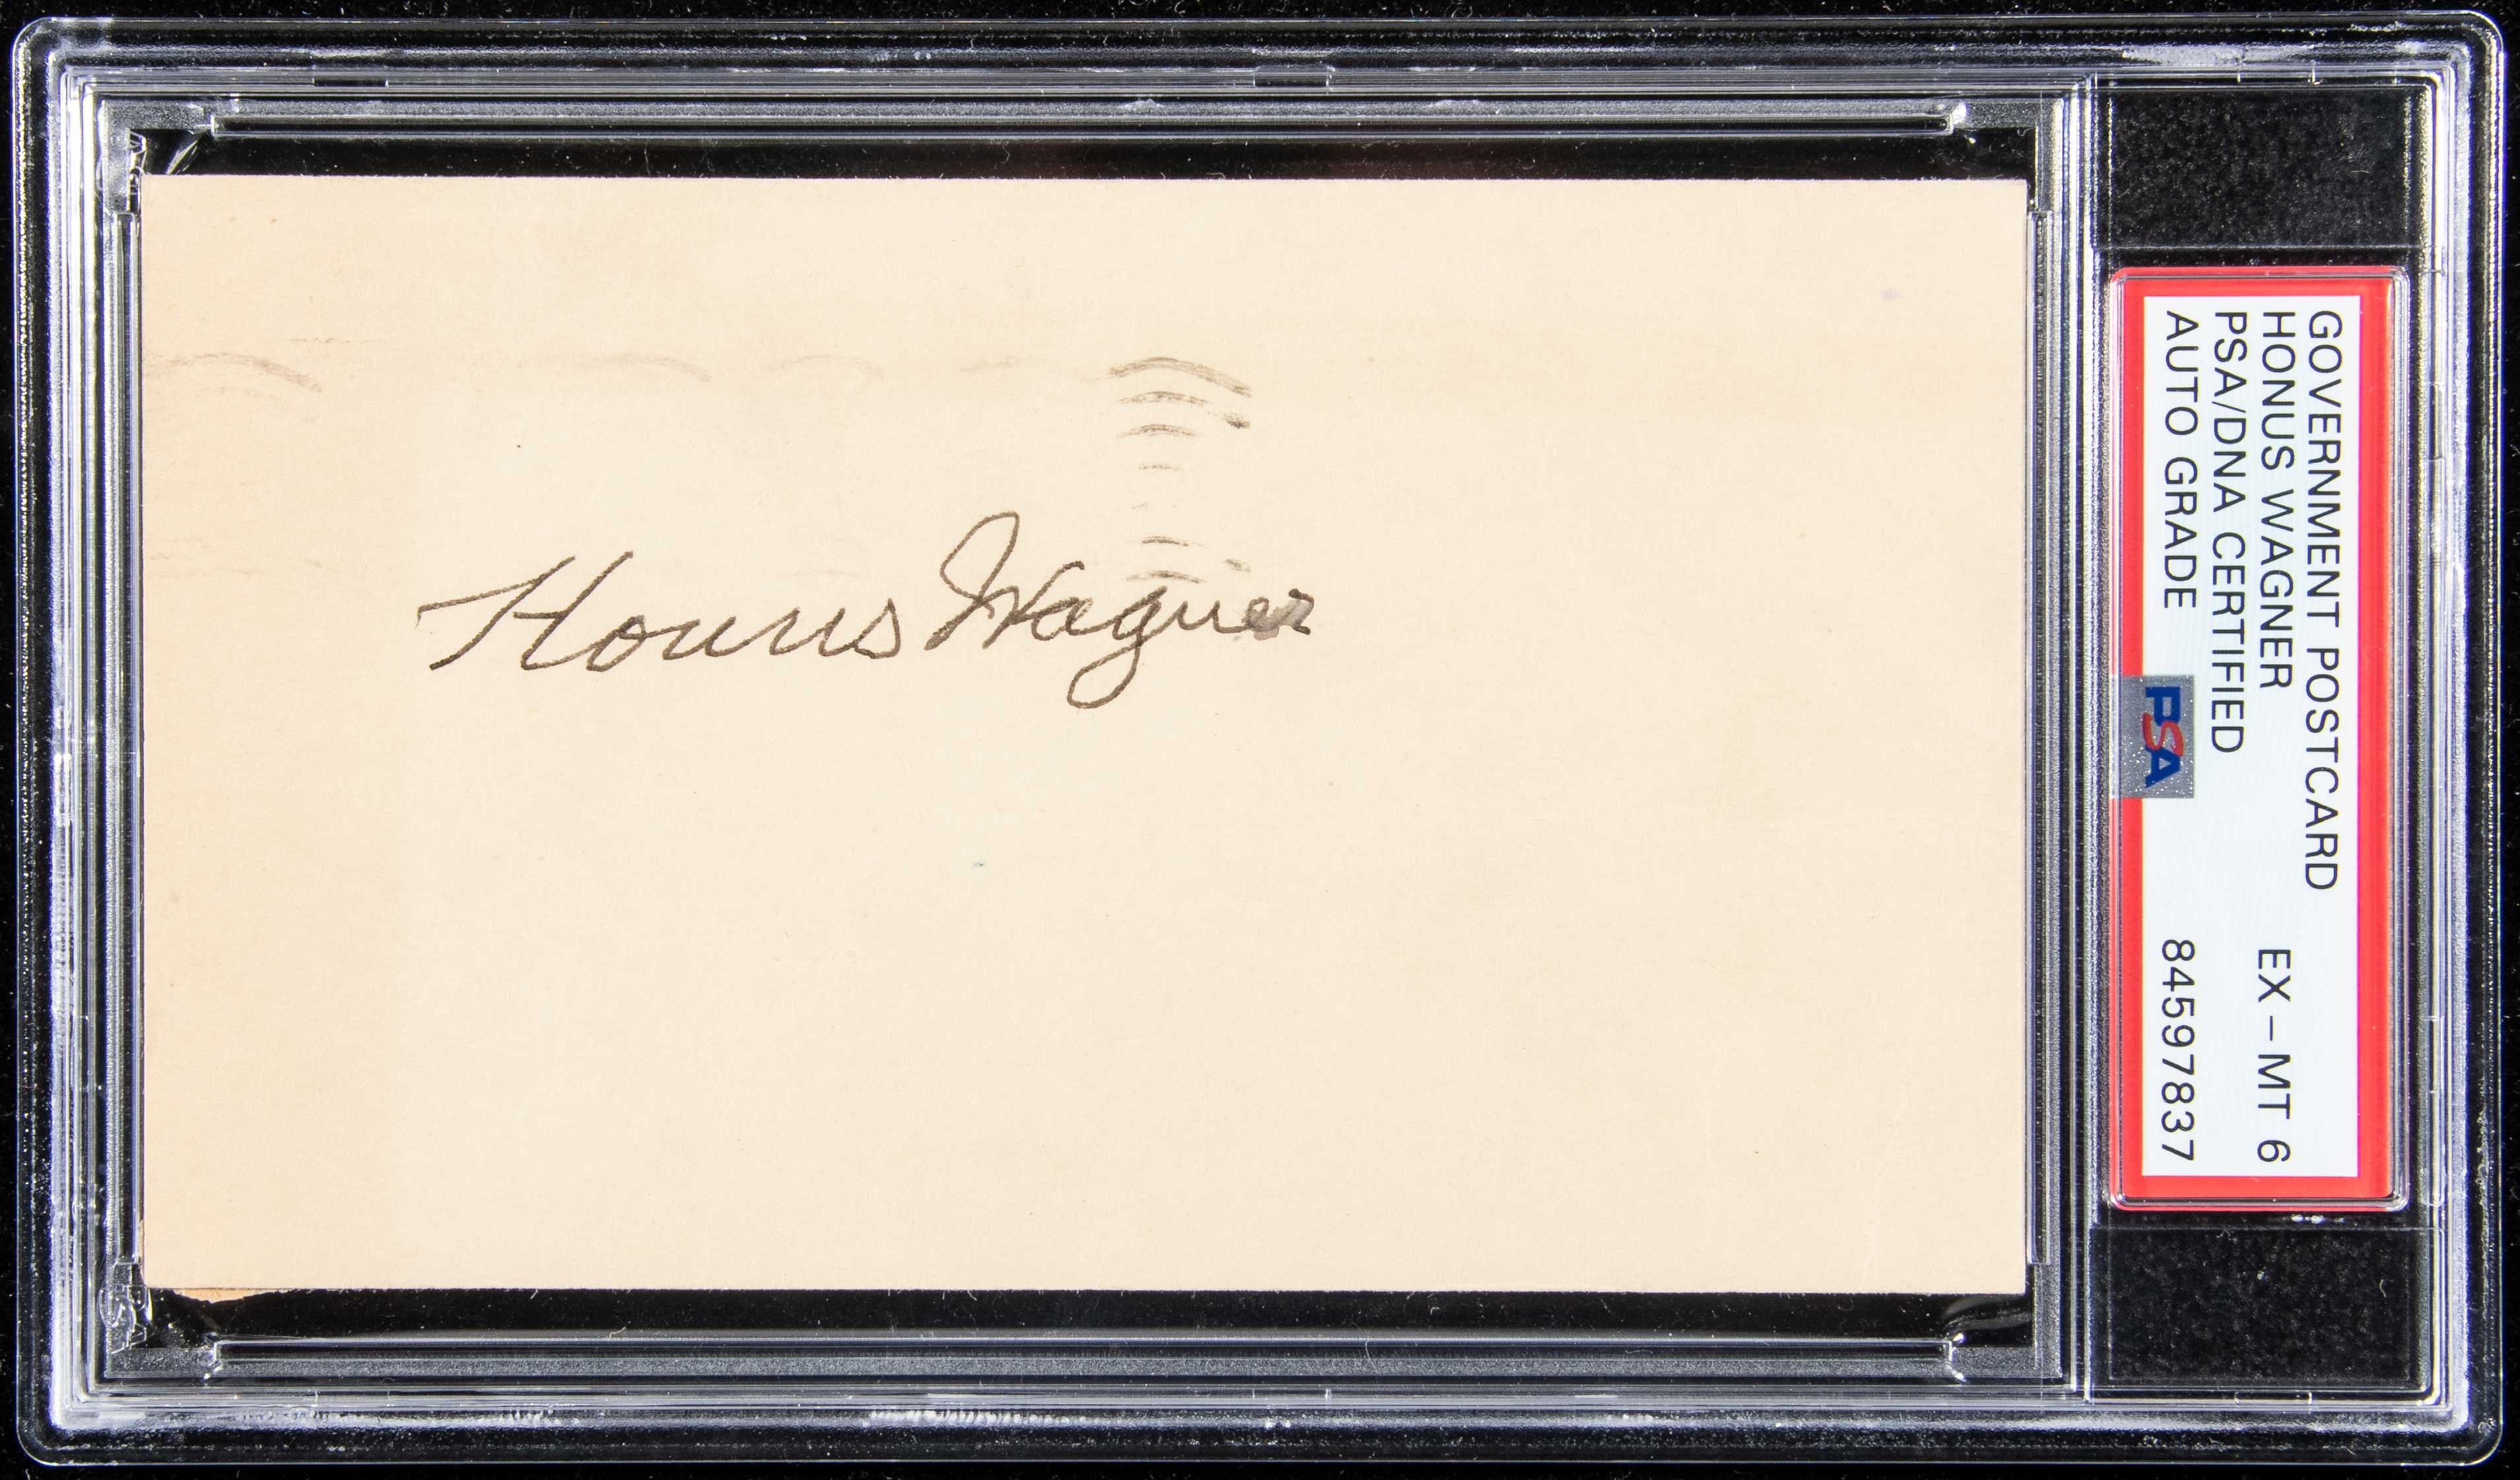 Honus Wagner
GOVERNMENT POSTCARD
HONUS WAGNER EX-MT 6
PSA/DNA CERTIFIED
AUTO GRADE 84597837
PSA